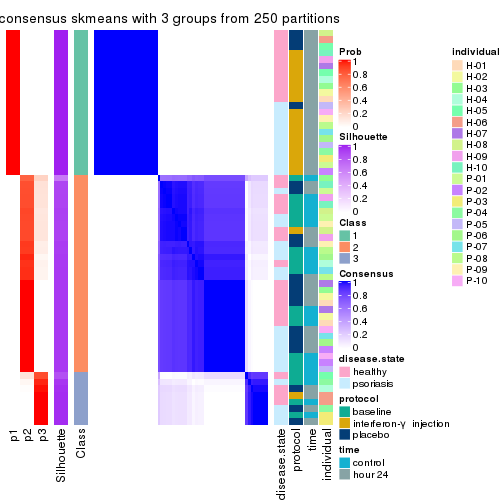 consensus skmeans with 3 groups from 250 partitions
p1
p2
p3
Silhouette
Class
disease.state
protocol
time
individual
Prob
1
0.8
0.6
0.4
0.2
0
Silhouette
1
0.8
0.6
0.4
0.2
0
Class
1
2
3
Consensus
1
0.8
0.6
0.4
0.2
0
disease.state
healthy
psoriasis
protocol
baseline
interferon-γ injection
placebo
time
control
hour 24
individual
H-01
H-02
H-03
H-04
H-05
H-06
H-07
H-08
H-09
H-10
P-01
P-02
P-03
P-04
P-05
P-06
P-07
P-08
P-09
P-10